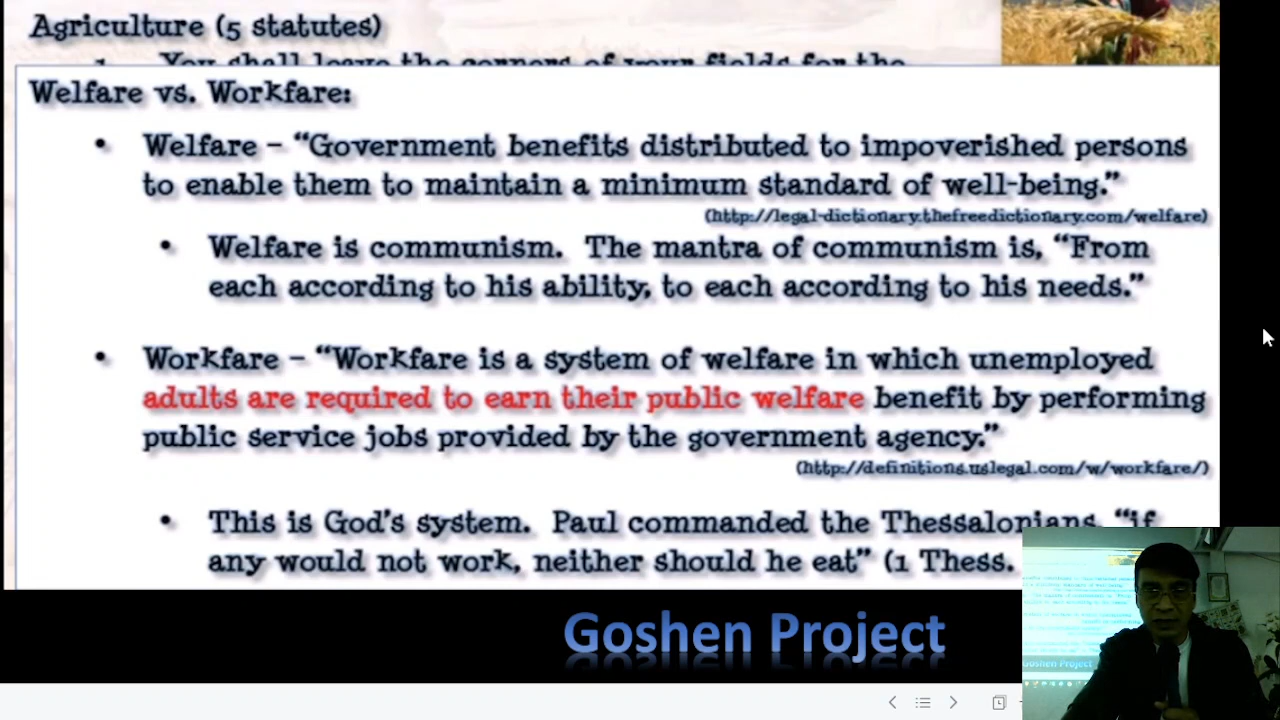 Agriculture (5 statutes)
You shall leave the corners of your fields for the
Welfare vs. Workfare:
• Welfare – “Government benefits distributed to impoverished persons
to enable them to maintain a minimum standard of well-being.”
(http://legal-dictionary.thefreedictionary.com/welfare)
• Welfare is communism. The mantra of communism is, “From
each according to his ability, to each according to his needs.”
• Workfare – “Workfare is a system of welfare in which unemployed
adults are required to earn their public welfare benefit by performing
public service jobs provided by the government agency.”
(http://definitions.uslegal.com/w/workfare/)
• This is God’s system. Paul commanded the Thessalonians, “if
any would not work, neither should he eat” (1 Thess.
Goshen Project
Goshen Project